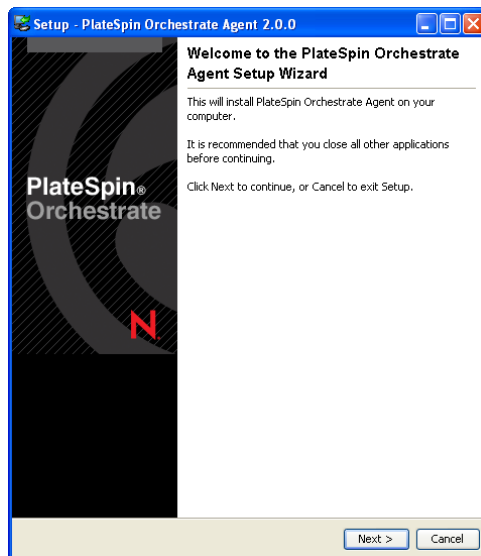 Setup - PlateSpin Orchestrate Agent 2.0.0
Welcome to the PlateSpin Orchestrate
Agent Setup Wizard
This will install PlateSpin Orchestrate Agent on your
computer.
It is recommended that you close all other applications
before continuing.
Click Next to continue, or Cancel to exit Setup.
PlateSpin®
Orchestrate
N
Next >
Cancel